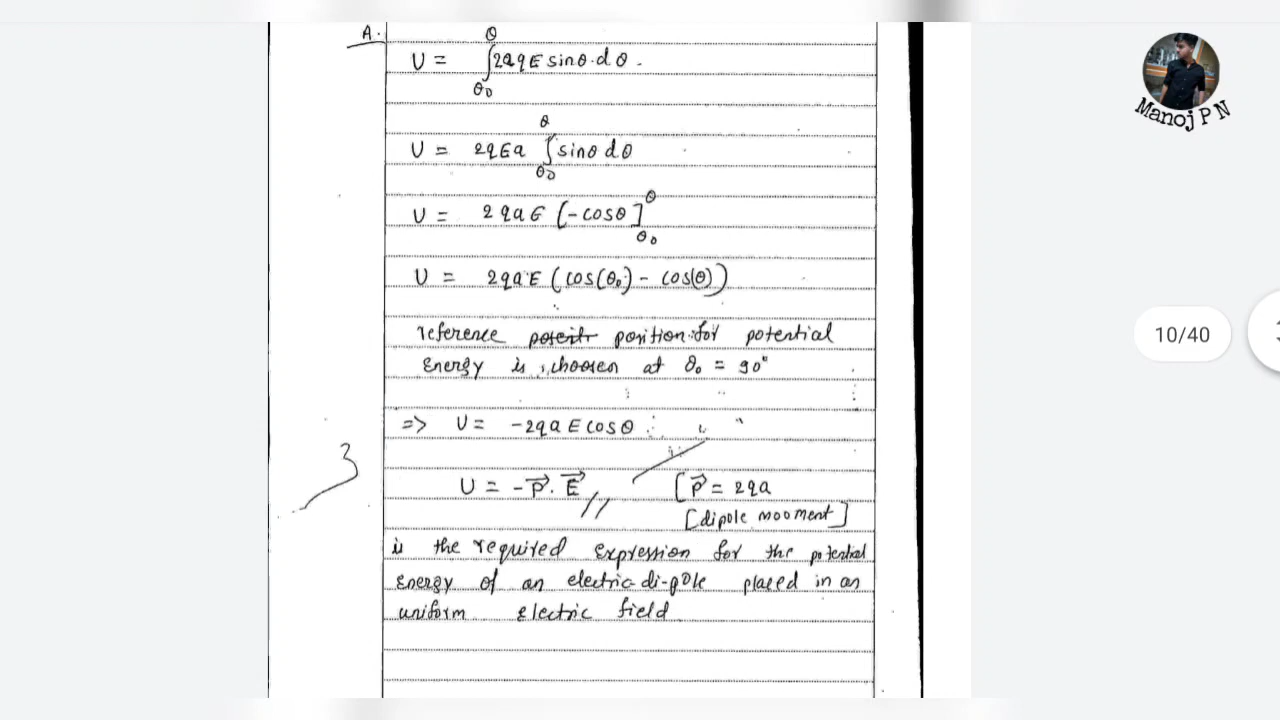 A.
U = ∫θ₀^θ 2aqE sinθ.dθ.
U = 2qEa ∫θ₀^θ sinθ dθ
U = 2qaE [-cosθ]θ₀^θ
U = 2qaE (cos(θ₀) - cos(θ))
reference position for potential
Energy is choosen at θ₀ = 90°
=> U = -2qaE cosθ
3
U = -P⃗.E⃗ // [P⃗ = 2qa
[dipole mooment]
is the required expression for the potential
energy of an electric di-pole placed in an
uniform electric field
Manoj P N
10/40